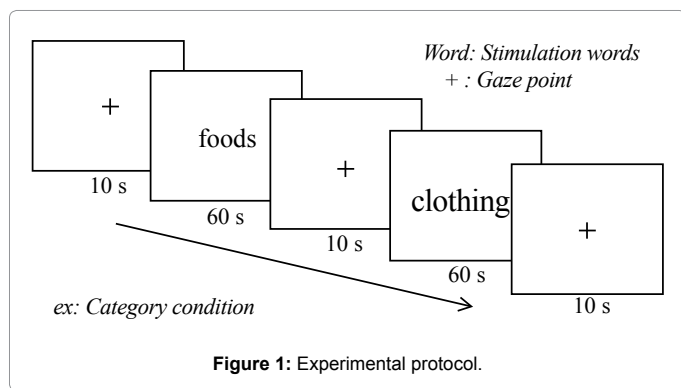 Word: Stimulation words
+ : Gaze point
+
10 s
foods
60 s
+
10 s
clothing
60 s
+
10 s
ex: Category condition
Figure 1: Experimental protocol.